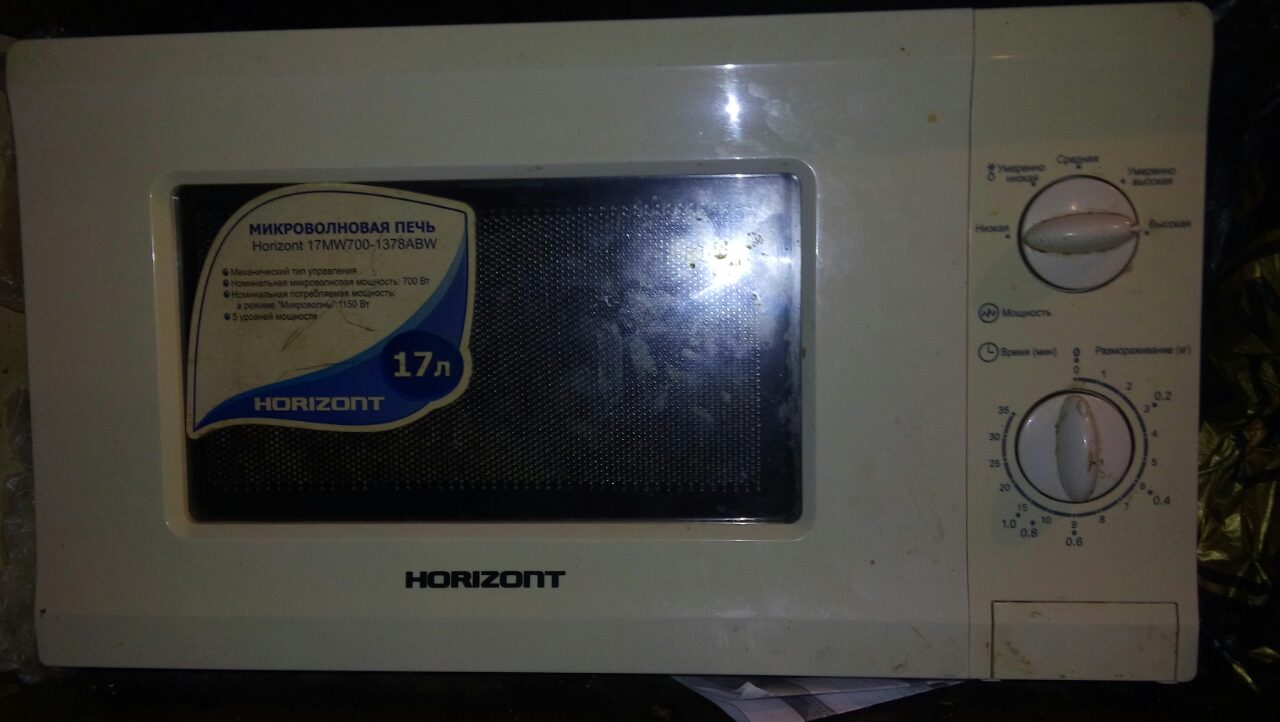 МИКРОВОЛНОВАЯ ПЕЧЬ
Horizont 17MW700-1378ABW
Механический тип управления
Номинальная микроволновая мощность: 700 Вт
Номинальная потребляемая мощность:
в режиме "Микроволны":1150 Вт
5 уровней мощности
17л
HORIZONT
HORIZONT
Средняя
Умеренно низкая
Умеренно высокая
Низкая
Высокая
Мощность
Время (мин)
0
Размораживание (кг)
0
1
2
3
0.2
4
5
6
0.4
7
8
9
0.6
10
0.8
15
1.0
20
25
30
35